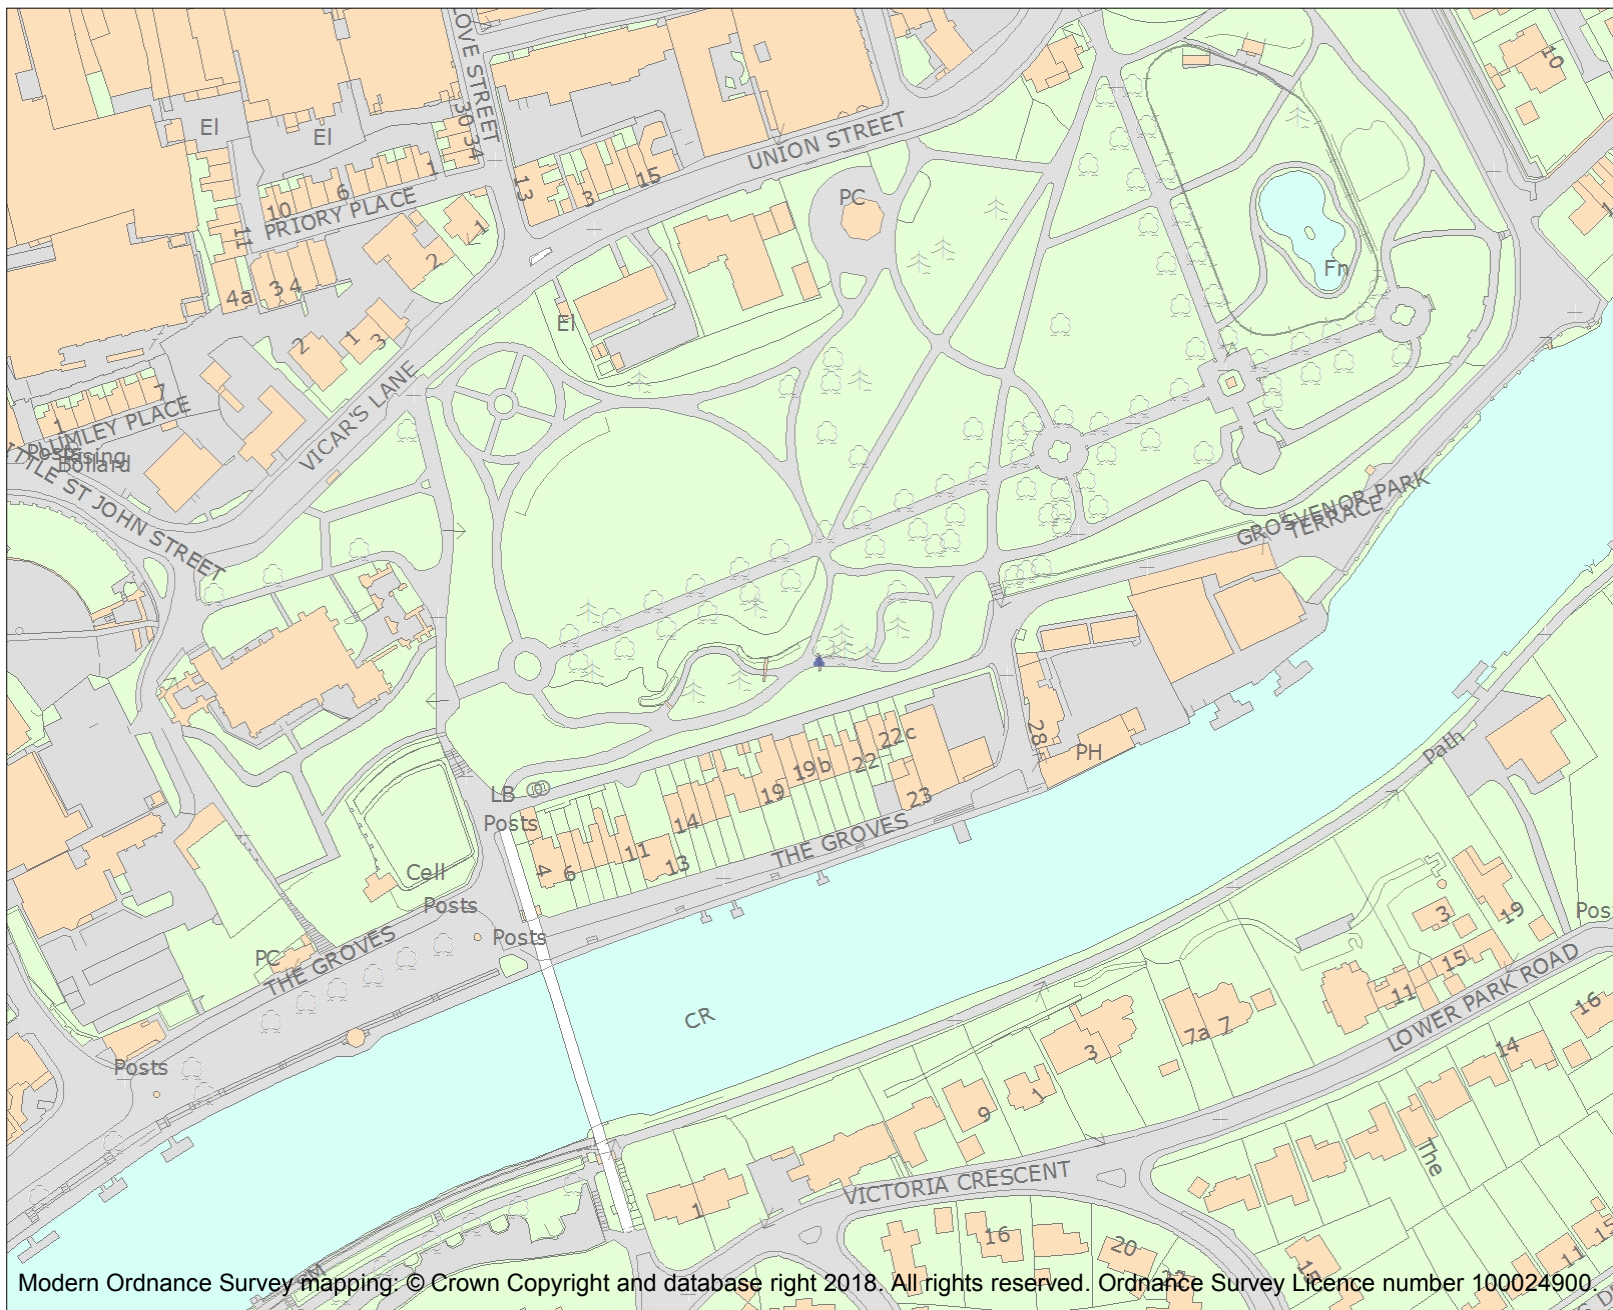 LOVE STREET
10
El
El
30
34
UNION STREET
1
6
10
PRIORY PLACE
13
3
15
PC
11
1
2
Fn
4a
3
4
El
2
1
3
7
1
PLUMLEY PLACE
VICAR'S LANE
Posts
Rising
Bollard
ITTLE ST JOHN STREET
GROSVENOR PARK
TERRACE
28
PH
22c
22
19b
19
23
Path
LB
Posts
14
THE GROVES
11
13
4
6
Cell
Posts
Posts
3
19
Pos
PC
THE GROVES
15
11
LOWER PARK ROAD
16
CR
7a
7
3
14
Posts
1
9
The
VICTORIA CRESCENT
1
16
20
11
Modern Ordnance Survey mapping: © Crown Copyright and database right 2018. All rights reserved. Ordnance Survey Licence number 100024900.